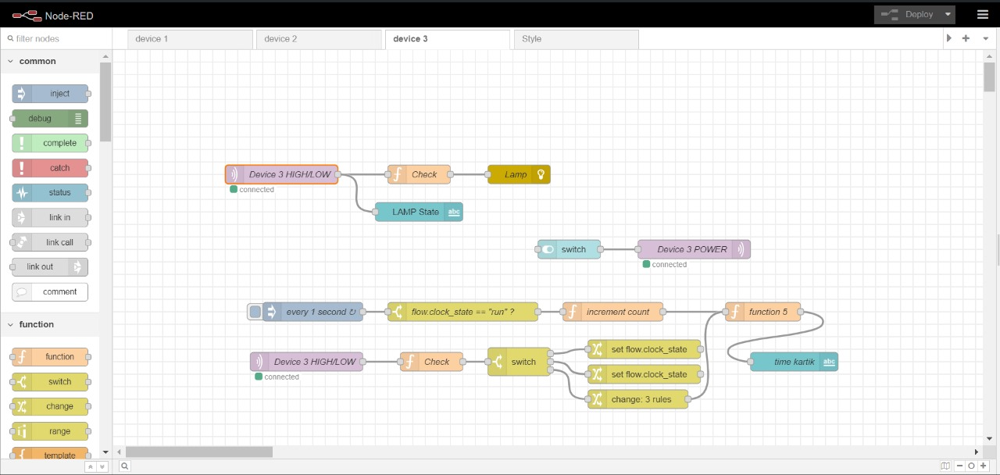 Node-RED
Deploy
filter nodes
device 1
device 2
device 3
Style
common
inject
debug
complete
catch
status
link in
link call
link out
comment
function
function
switch
change
range
template
Device 3 HIGH/LOW
connected
Check
Lamp
LAMP State
abc
switch
Device 3 POWER
connected
every 1 second ↻
flow.clock_state == "run" ?
increment count
function 5
Device 3 HIGH/LOW
connected
Check
switch
set flow.clock_state
set flow.clock_state
change: 3 rules
time kartik
abc